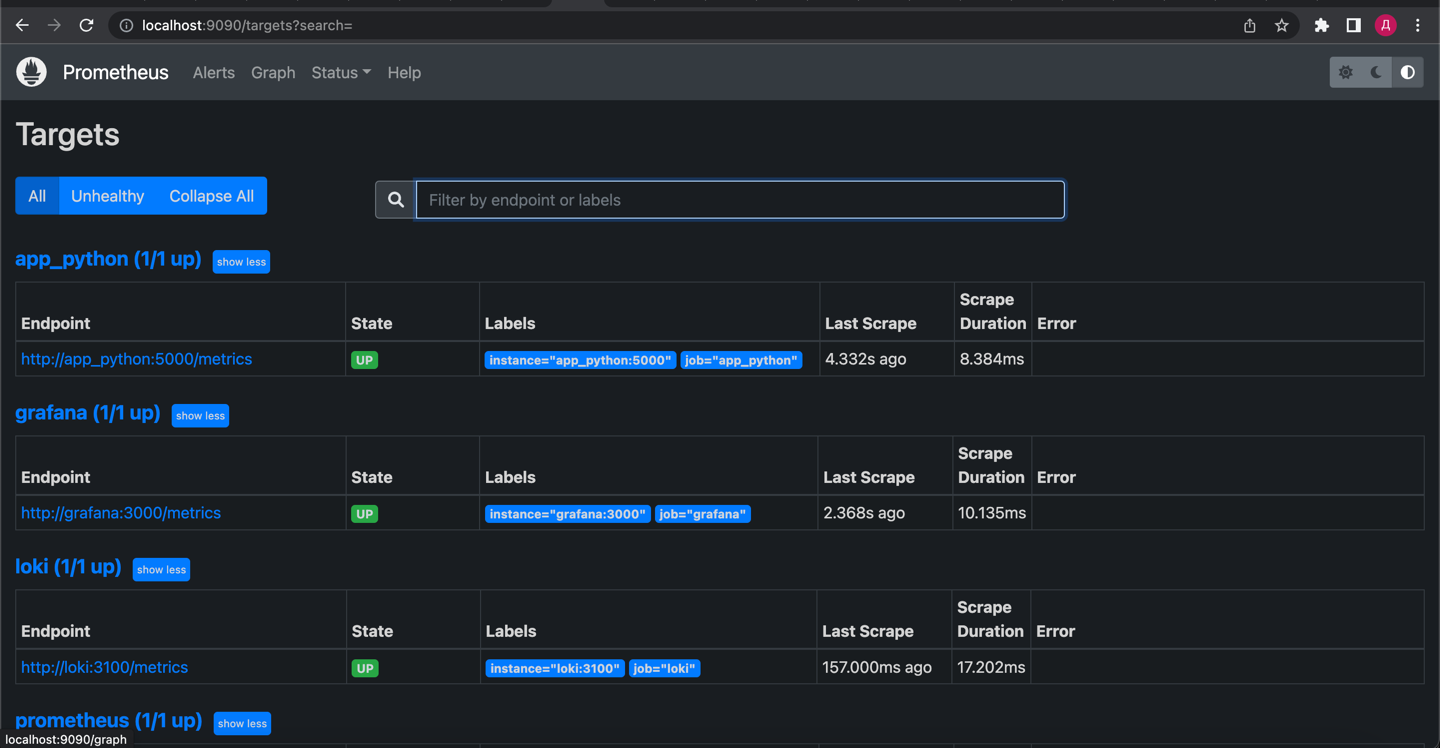 localhost:9090/targets?search=
Д
Prometheus Alerts Graph Status Help
Targets
All Unhealthy Collapse All
Filter by endpoint or labels
app_python (1/1 up) show less
Endpoint State Labels Last Scrape Scrape Duration Error
http://app_python:5000/metrics UP instance="app_python:5000" job="app_python" 4.332s ago 8.384ms
grafana (1/1 up) show less
Endpoint State Labels Last Scrape Scrape Duration Error
http://grafana:3000/metrics UP instance="grafana:3000" job="grafana" 2.368s ago 10.135ms
loki (1/1 up) show less
Endpoint State Labels Last Scrape Scrape Duration Error
http://loki:3100/metrics UP instance="loki:3100" job="loki" 157.000ms ago 17.202ms
prometheus (1/1 up) show less
localhost:9090/graph